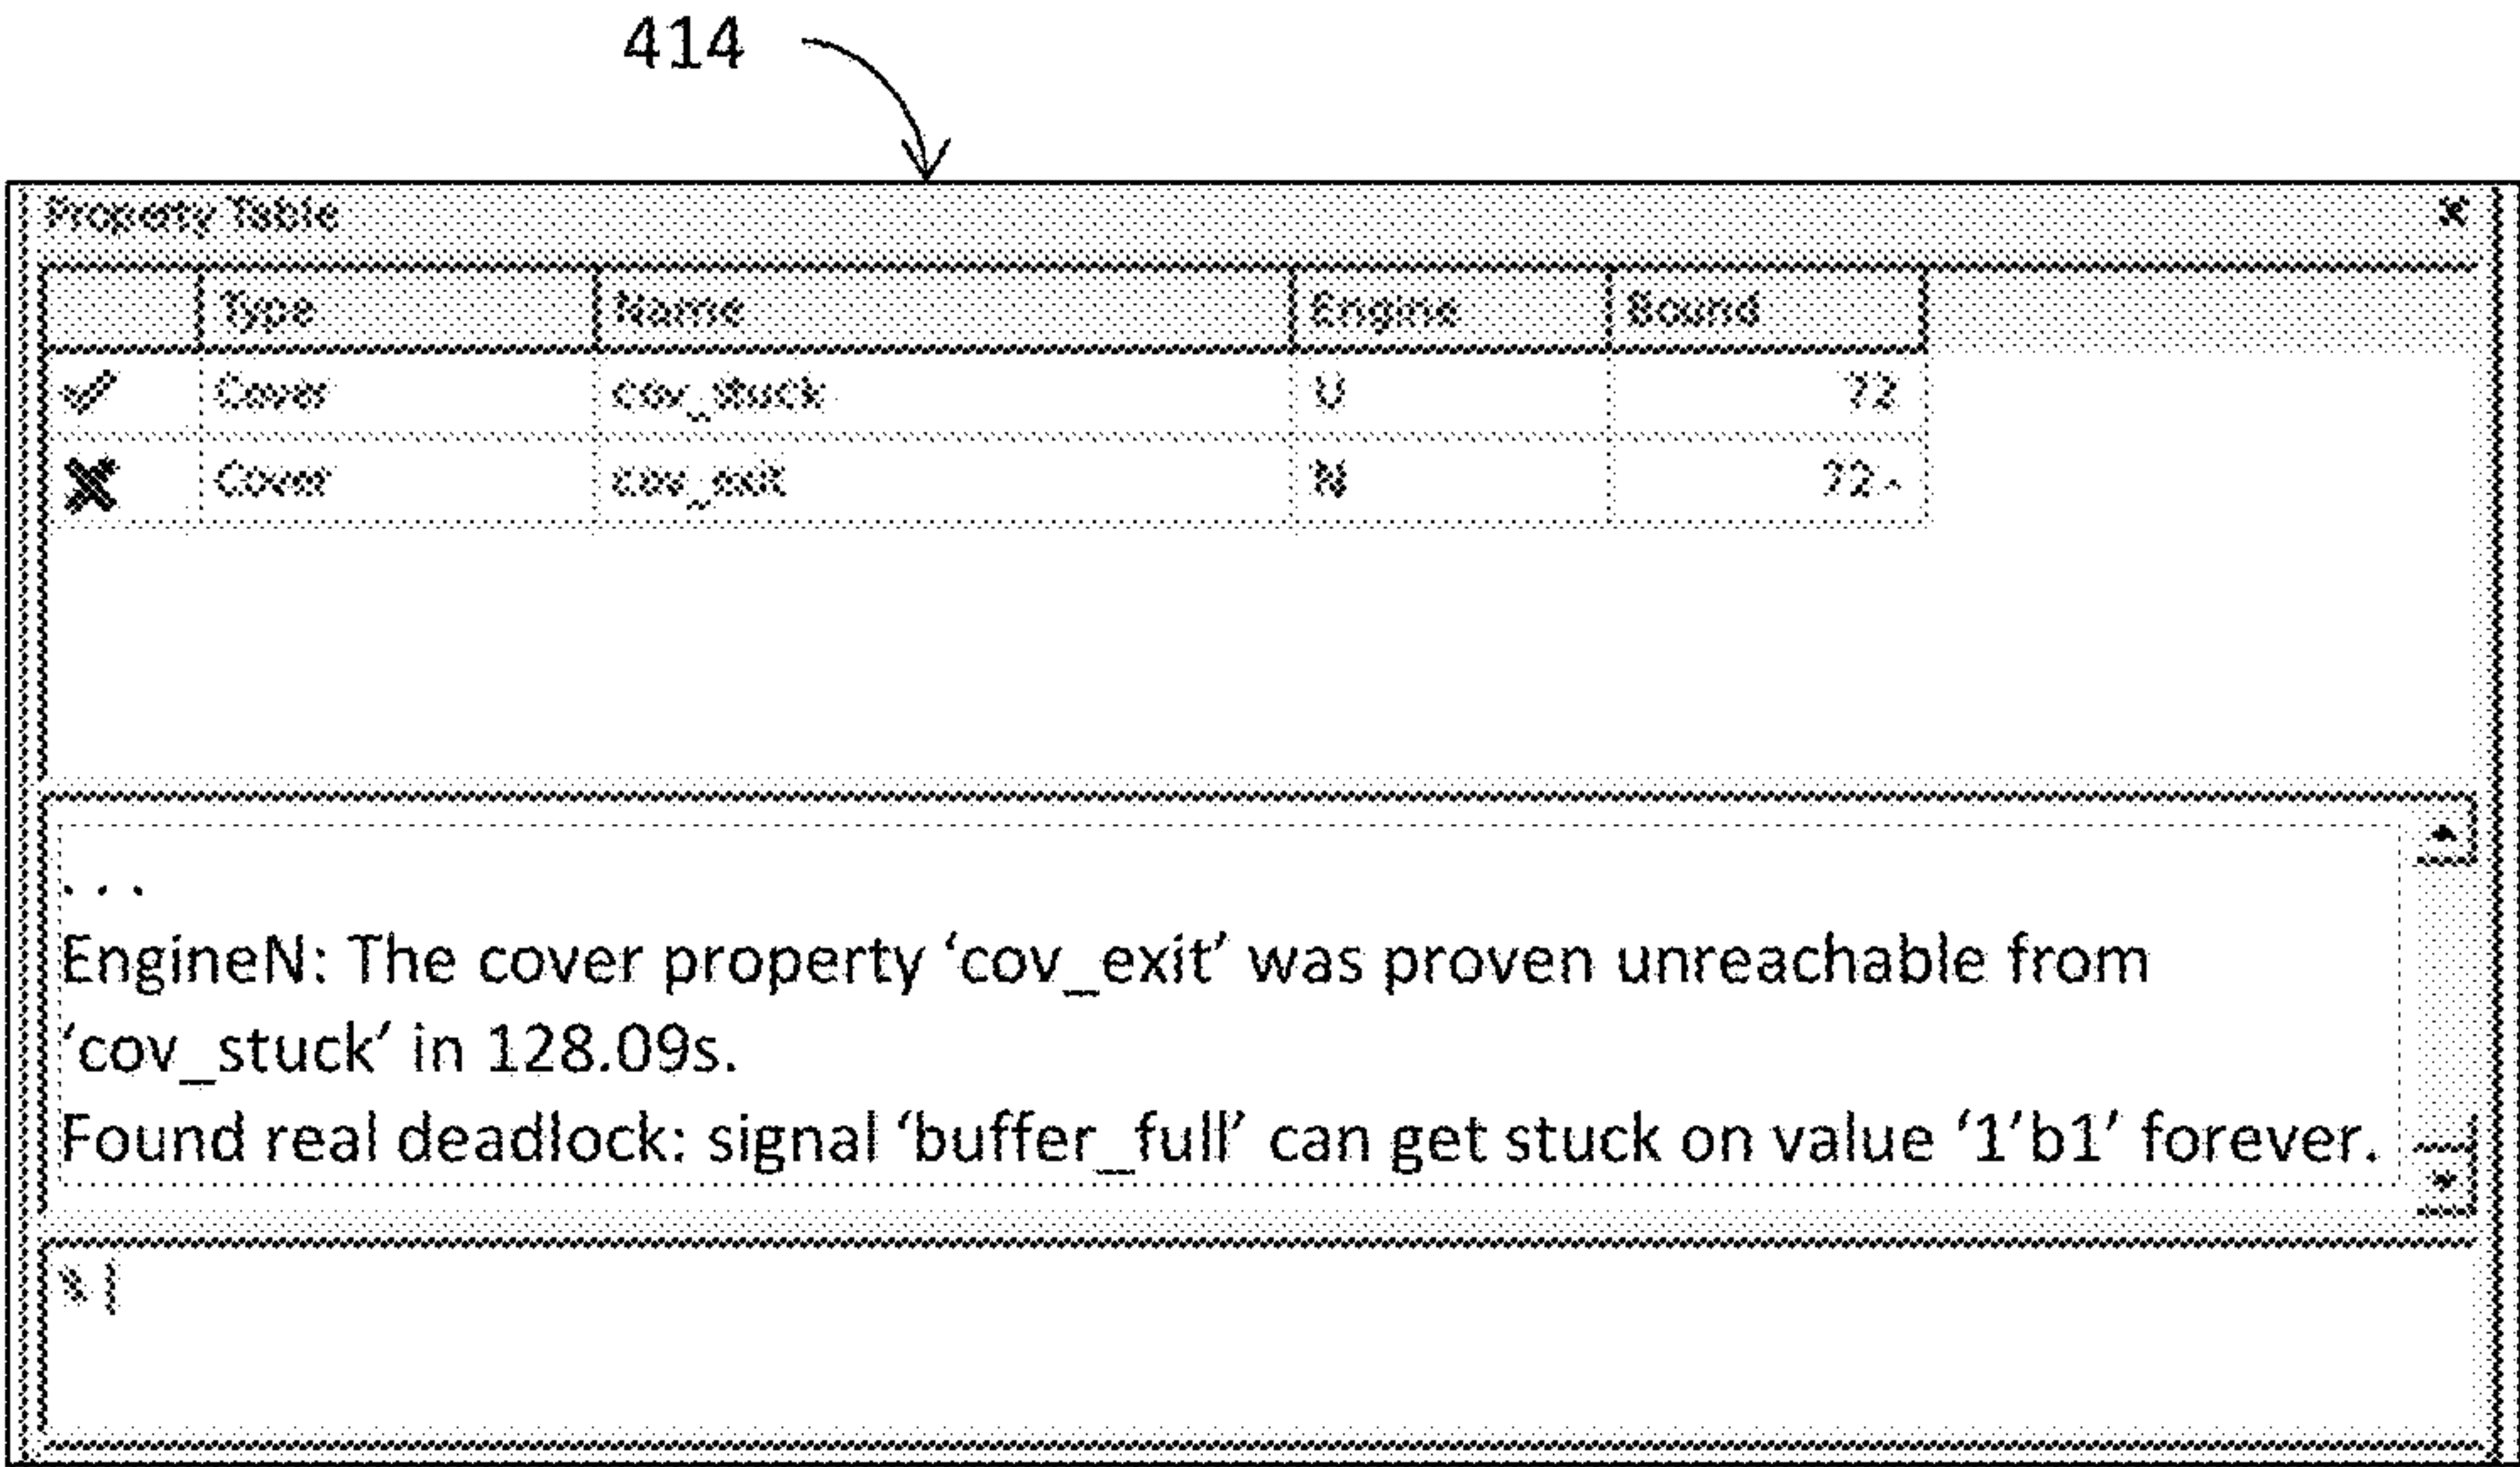 414
Property Table
Type Name Engine Bound
Cover cov_stuck U 72
Cover cov_exit N 72 -
. . .
EngineN: The cover property ‘cov_exit’ was proven unreachable from
‘cov_stuck’ in 128.09s.
Found real deadlock: signal ‘buffer_full’ can get stuck on value ‘1’b1’ forever.
%